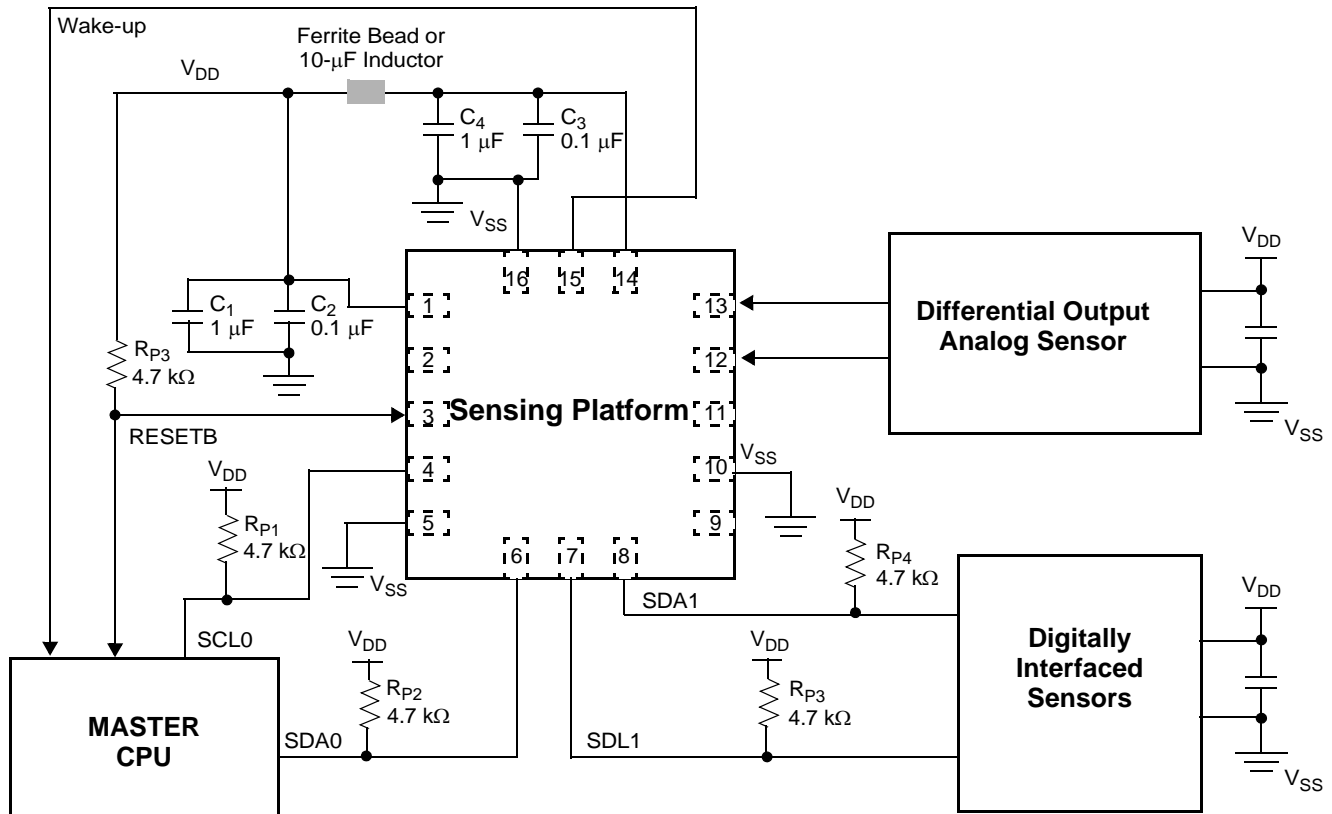 Wake-up
Ferrite Bead or
10-μF Inductor
VDD
C4
1 μF
C3
0.1 μF
VSS
16
15
14
C1
1 μF
C2
0.1 μF
1
2
3
4
5
13
12
11
10
9
6
7
8
Sensing Platform
RP3
4.7 kΩ
RESETB
VDD
RP1
4.7 kΩ
VSS
SCL0
MASTER
CPU
VDD
RP2
4.7 kΩ
SDA0
Differential Output
Analog Sensor
VDD
VSS
VSS
VDD
RP4
4.7 kΩ
SDA1
VDD
RP3
4.7 kΩ
SDL1
Digitally
Interfaced
Sensors
VDD
VSS